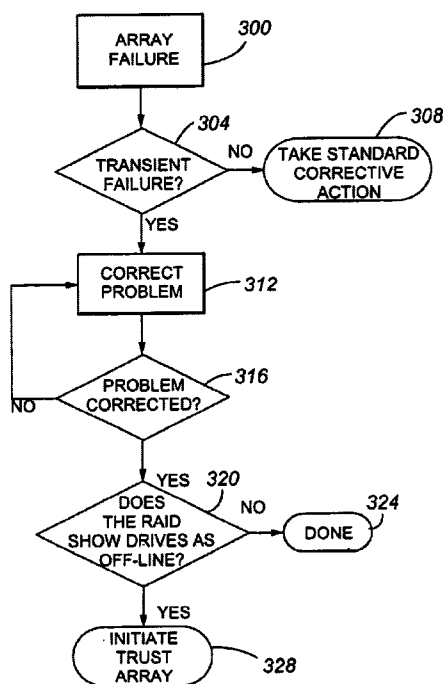 ARRAY
FAILURE
300
304
TRANSIENT
FAILURE?
NO
308
TAKE STANDARD
CORRECTIVE
ACTION
YES
CORRECT
PROBLEM
312
316
PROBLEM
CORRECTED?
NO
YES
320
DOES
THE RAID
SHOW DRIVES AS
OFF-LINE?
NO
324
DONE
YES
INITIATE
TRUST
ARRAY
328